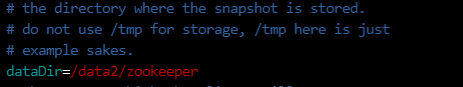 # the directory where the snapshot is stored.
# do not use /tmp for storage, /tmp here is just
# example sakes.
dataDir=/data2/zookeeper